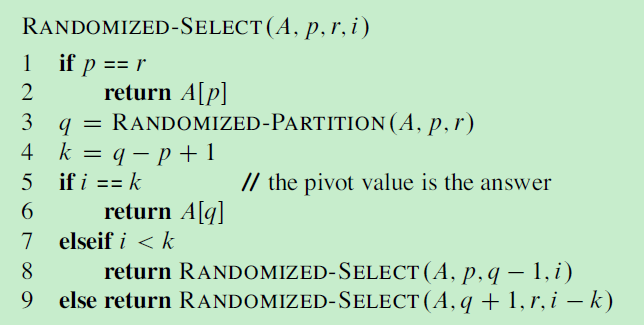 RANDOMIZED-SELECT(A, p, r, i)
1 if p == r
2 return A[p]
3 q = RANDOMIZED-PARTITION(A, p, r)
4 k = q − p + 1
5 if i == k // the pivot value is the answer
6 return A[q]
7 elseif i < k
8 return RANDOMIZED-SELECT(A, p, q − 1, i)
9 else return RANDOMIZED-SELECT(A, q + 1, r, i − k)